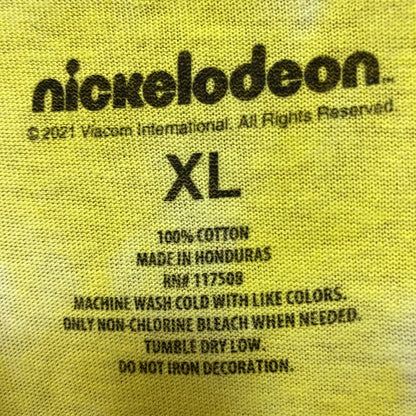 nickelodeon™
© 2021 Viacom International. All Rights Reserved.
XL
100% COTTON
MADE IN HONDURAS
RN# 117508
MACHINE WASH COLD WITH LIKE COLORS.
ONLY NON-CHLORINE BLEACH WHEN NEEDED.
TUMBLE DRY LOW.
DO NOT IRON DECORATION.